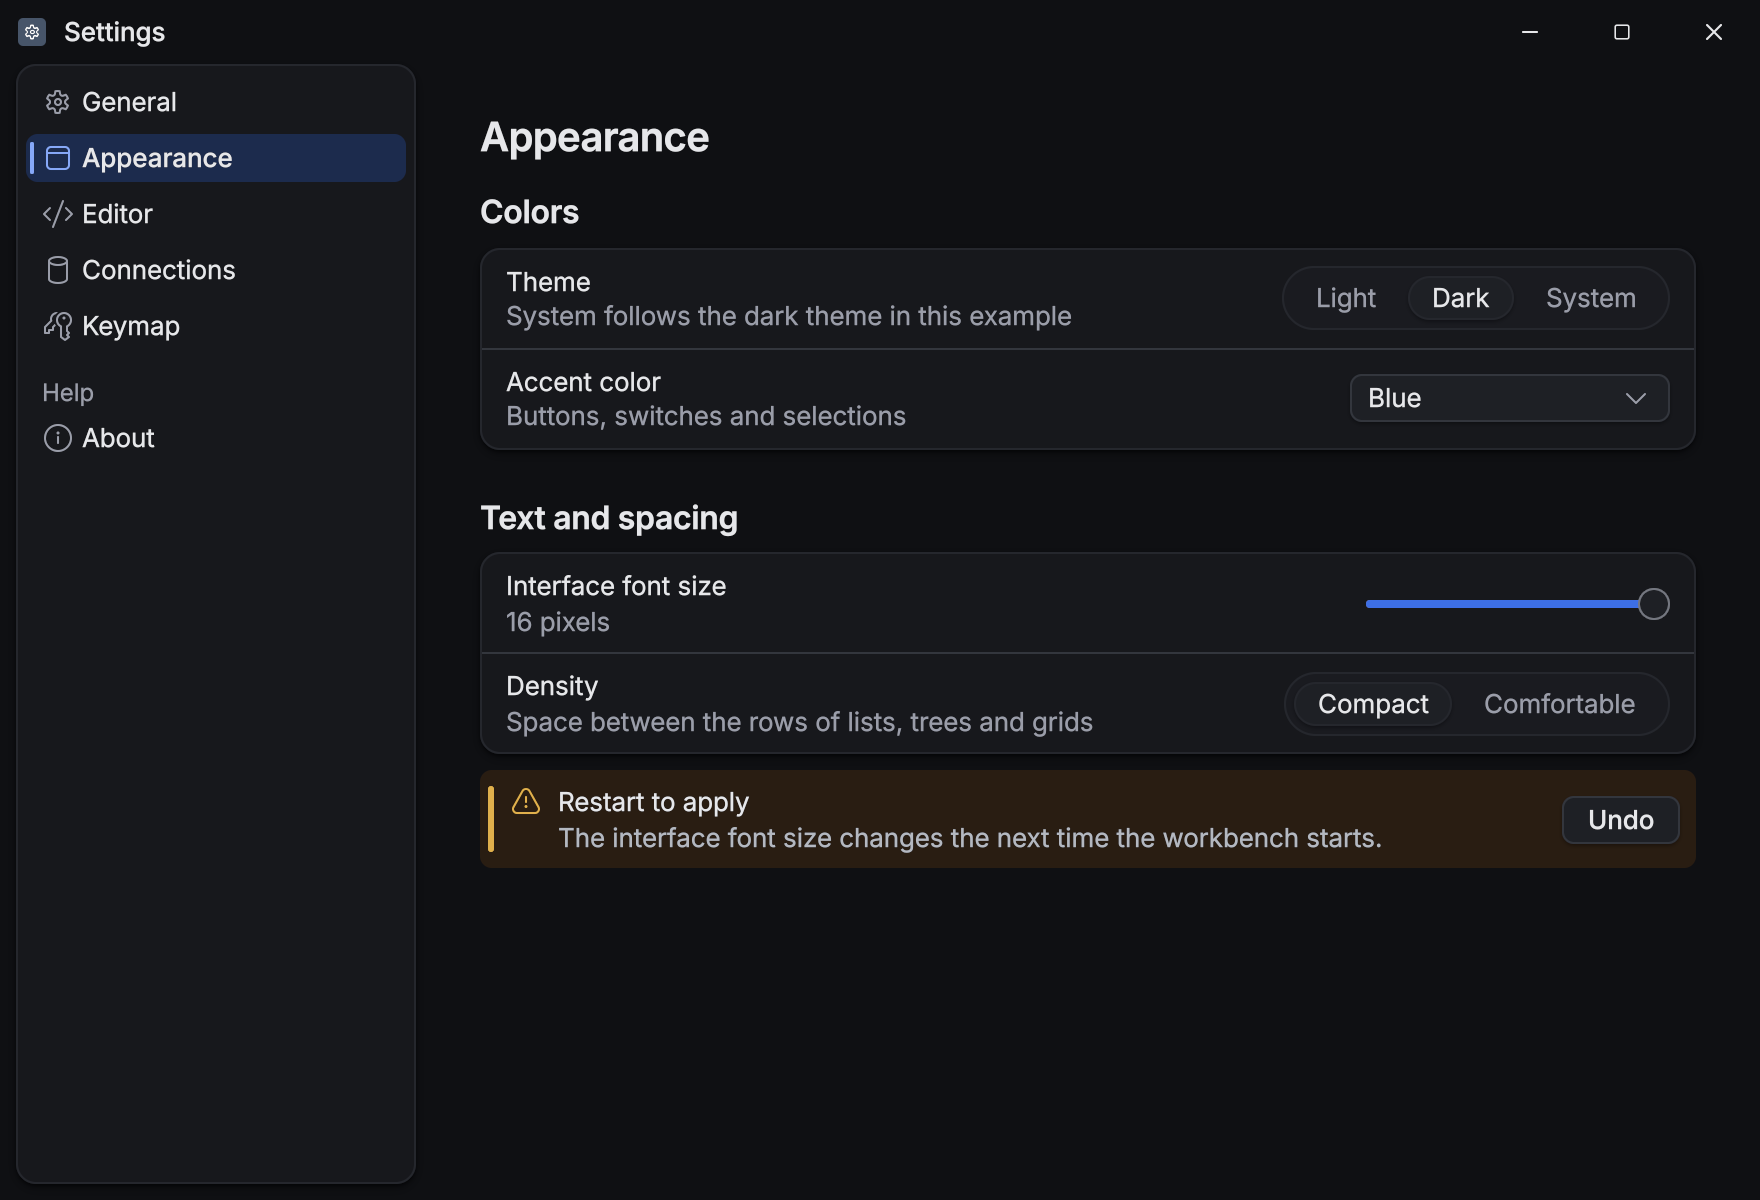 Settings
General
Appearance
Editor
Connections
Keymap
Help
About
Appearance
Colors
Theme
System follows the dark theme in this example
Light
Dark
System
Accent color
Buttons, switches and selections
Blue
Text and spacing
Interface font size
16 pixels
Density
Space between the rows of lists, trees and grids
Compact
Comfortable
Restart to apply
The interface font size changes the next time the workbench starts.
Undo